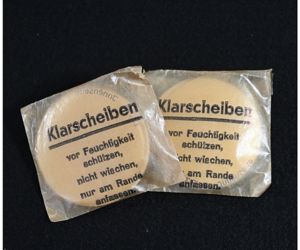 Klarscheiben
vor Feuchtigkeit
schützen,
nicht wischen,
nur am Rande
anfassen.
Klarscheiben
vor Feuchtigkeit
schützen,
nicht wischen,
nur am Rande
anfassen.